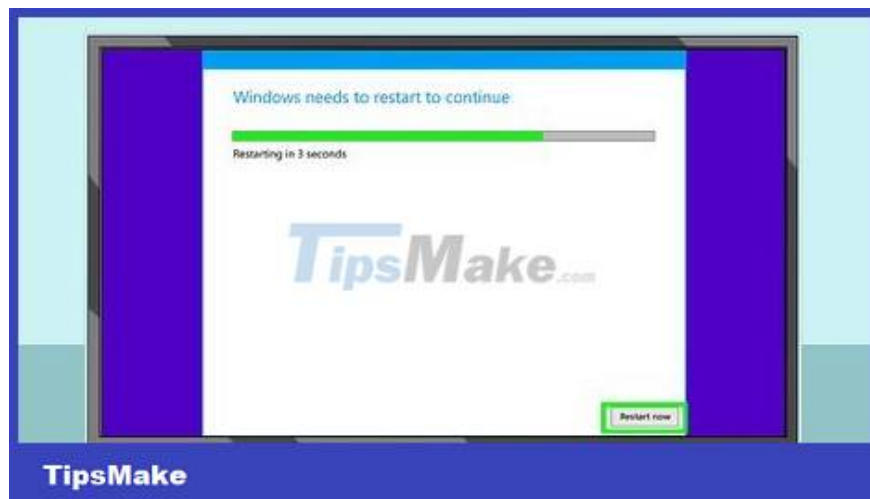 Windows needs to restart to continue
Restarting in 3 seconds
TipsMake.com
Restart now
TipsMake